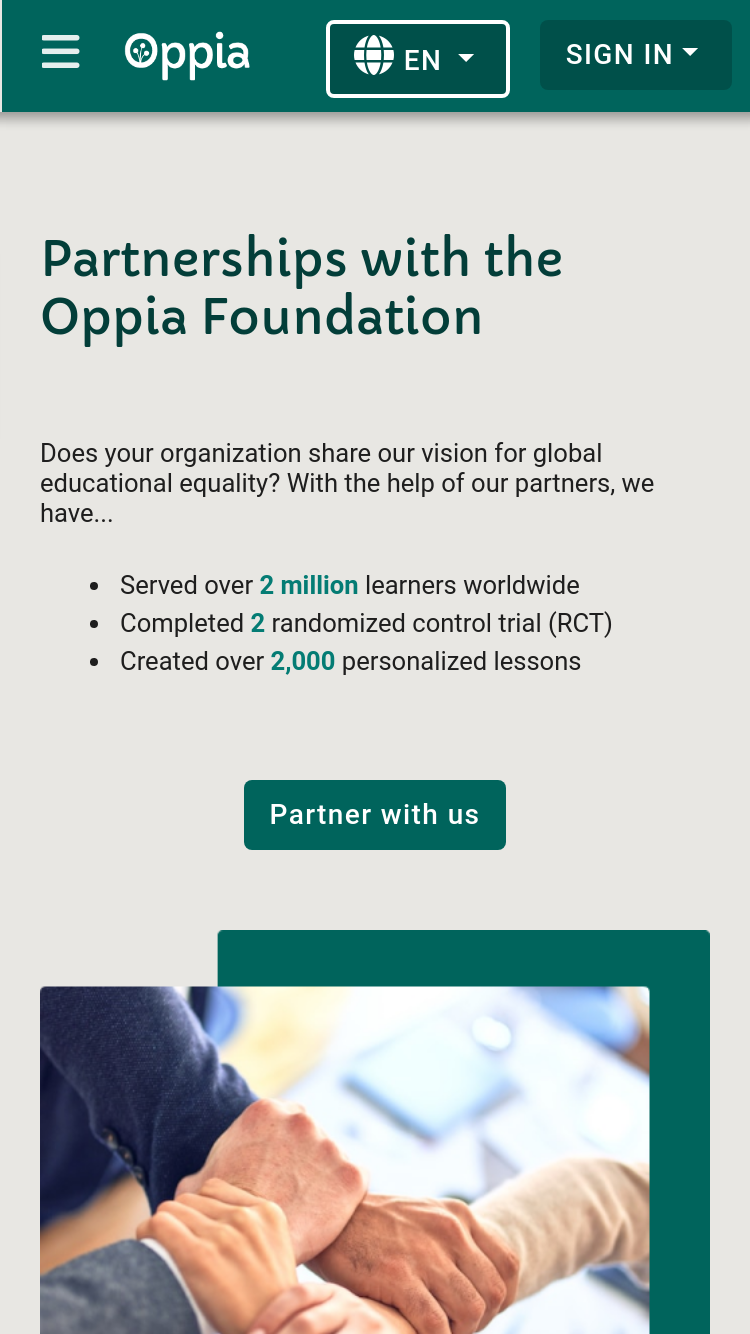 Oppia
EN
SIGN IN
Partnerships with the
Oppia Foundation
Does your organization share our vision for global
educational equality? With the help of our partners, we
have...
Served over 2 million learners worldwide
Completed 2 randomized control trial (RCT)
Created over 2,000 personalized lessons
Partner with us